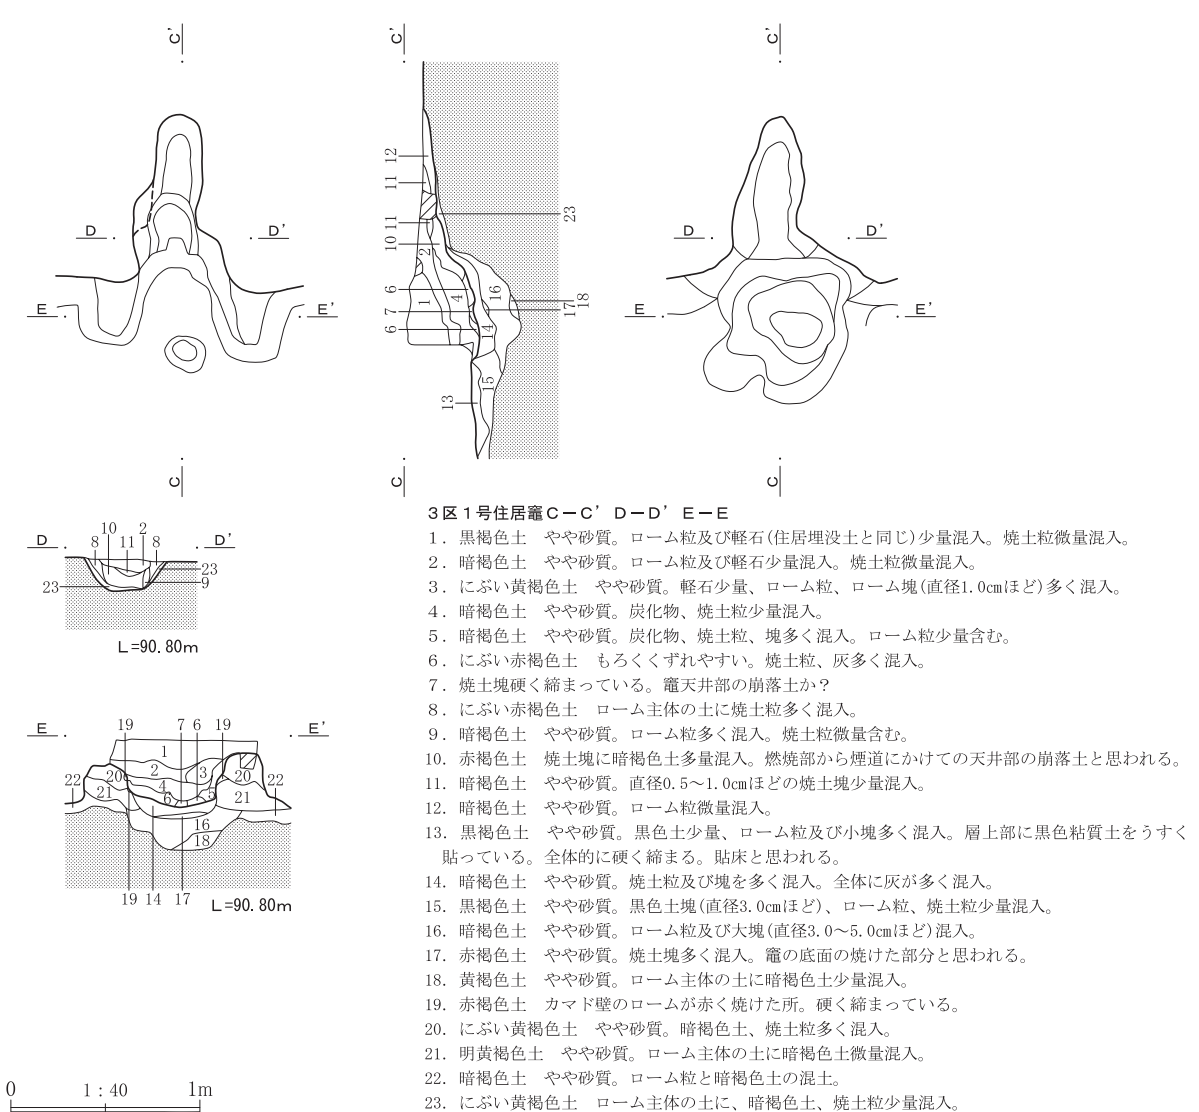 C' C' C'
D D' D D'
E E' E E'
12
11
11
10
2
6
7
6
1
4
16
14
15
13
23
17
18
C C C
D D'
10 2
8 11 8
23
9
23
L=90.80m
E E'
19 7 6 19
1
2
3
4
5
6
20
20
21
21
22
22
16
18
19 14 17
L=90.80m
0 1:40 1m
3区1号住居竈C－C’ D－D’ E－E
1．黒褐色土　やや砂質。ローム粒及び軽石(住居埋没土と同じ)少量混入。焼土粒微量混入。
2．暗褐色土　やや砂質。ローム粒及び軽石少量混入。焼土粒微量混入。
3．にぶい黄褐色土　やや砂質。軽石少量、ローム粒、ローム塊(直径1.0㎝ほど)多く混入。
4．暗褐色土　やや砂質。炭化物、焼土粒少量混入。
5．暗褐色土　やや砂質。炭化物、焼土粒、塊多く混入。ローム粒少量含む。
6．にぶい赤褐色土　もろくくずれやすい。焼土粒、灰多く混入。
7．焼土塊硬く締まっている。竈天井部の崩落土か？
8．にぶい赤褐色土　ローム主体の土に焼土粒多く混入。
9．暗褐色土　やや砂質。ローム粒多く混入。焼土粒微量含む。
10．赤褐色土　焼土塊に暗褐色土多量混入。燃焼部から煙道にかけての天井部の崩落土と思われる。
11．暗褐色土　やや砂質。直径0.5～1.0㎝ほどの焼土塊少量混入。
12．暗褐色土　やや砂質。ローム粒微量混入。
13．黒褐色土　やや砂質。黒色土少量、ローム粒及び小塊多く混入。層上部に黒色粘質土をうすく
貼っている。全体的に硬く締まる。貼床と思われる。
14．暗褐色土　やや砂質。焼土粒及び塊を多く混入。全体に灰が多く混入。
15．黒褐色土　やや砂質。黒色土塊(直径3.0㎝ほど)、ローム粒、焼土粒少量混入。
16．暗褐色土　やや砂質。ローム粒及び大塊(直径3.0～5.0㎝ほど)混入。
17．赤褐色土　やや砂質。焼土塊多く混入。竈の底面の焼けた部分と思われる。
18．黄褐色土　やや砂質。ローム主体の土に暗褐色土少量混入。
19．赤褐色土　カマド壁のロームが赤く焼けた所。硬く締まっている。
20．にぶい黄褐色土　やや砂質。暗褐色土、焼土粒多く混入。
21．明黄褐色土　やや砂質。ローム主体の土に暗褐色土微量混入。
22．暗褐色土　やや砂質。ローム粒と暗褐色土の混土。
23．にぶい黄褐色土　ローム主体の土に、暗褐色土、焼土粒少量混入。